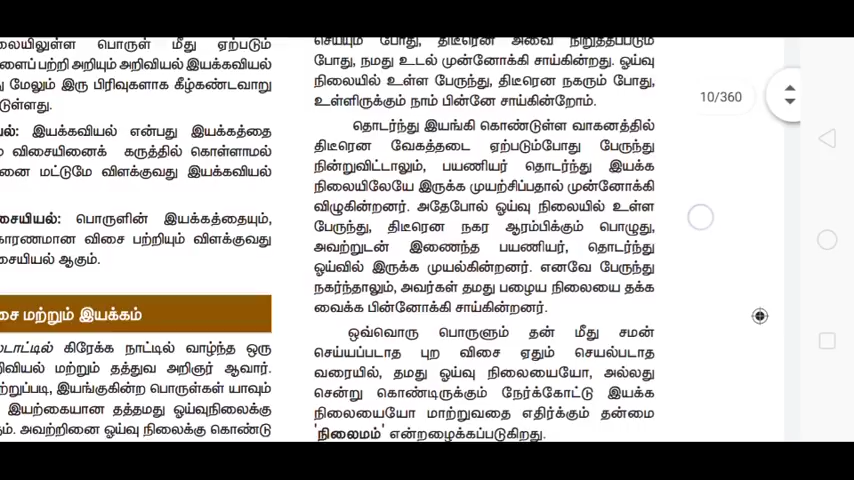 லையிலுள்ள பொருள் மீது ஏற்படும்
ளைப் பற்றி அறியும் அறிவியல் இயக்கவியல்
து மேலும் இரு பிரிவுகளாக கீழ்கண்டவாறு
டுள்ளது.
ல்: இயக்கவியல் என்பது இயக்கத்தை
விசையினைக் கருத்தில் கொள்ளாமல்
னை மட்டுமே விளக்குவது இயக்கவியல்
சையியல்: பொருளின் இயக்கத்தையும்,
காரணமான விசை பற்றியும் விளக்குவது
சையியல் ஆகும்.
சை மற்றும் இயக்கம்
டாட்டில் கிரேக்க நாட்டில் வாழ்ந்த ஒரு
றிவியல் மற்றும் தத்துவ அறிஞர் ஆவார்.
ற்றுப்படி, இயங்குகின்ற பொருள்கள் யாவும்
இயற்கையான தத்தமது ஓய்வுநிலைக்கு
கும். அவற்றினை ஓய்வு நிலைக்கு கொண்டு
செய்யும் போது, திடீரென அவை நிறுத்தப்படும்
போது, நமது உடல் முன்னோக்கி சாய்கின்றது. ஓய்வு
நிலையில் உள்ள பேருந்து, திடீரென நகரும் போது,
உள்ளிருக்கும் நாம் பின்னே சாய்கின்றோம்.
தொடர்ந்து இயங்கி கொண்டுள்ள வாகனத்தில்
திடீரென வேகத்தடை ஏற்படும்போது பேருந்து
நின்றுவிட்டாலும், பயணியர் தொடர்ந்து இயக்க
நிலையிலேயே இருக்க முயற்சிப்பதால் முன்னோக்கி
விழுகின்றனர். அதேபோல் ஓய்வு நிலையில் உள்ள
பேருந்து, திடீரென நகர ஆரம்பிக்கும் பொழுது,
அவற்றுடன் இணைந்த பயணியர், தொடர்ந்து
ஓய்வில் இருக்க முயல்கின்றனர். எனவே பேருந்து
நகர்ந்தாலும், அவர்கள் தமது பழைய நிலையை தக்க
வைக்க பின்னோக்கி சாய்கின்றனர்.
ஒவ்வொரு பொருளும் தன் மீது சமன்
செய்யப்படாத புற விசை ஏதும் செயல்படாத
வரையில், தமது ஓய்வு நிலையையோ, அல்லது
சென்று கொண்டிருக்கும் நேர்க்கோட்டு இயக்க
நிலையையோ மாற்றுவதை எதிர்க்கும் தன்மை
'நிலைமம்' என்றழைக்கப்படுகிறது.
10/360